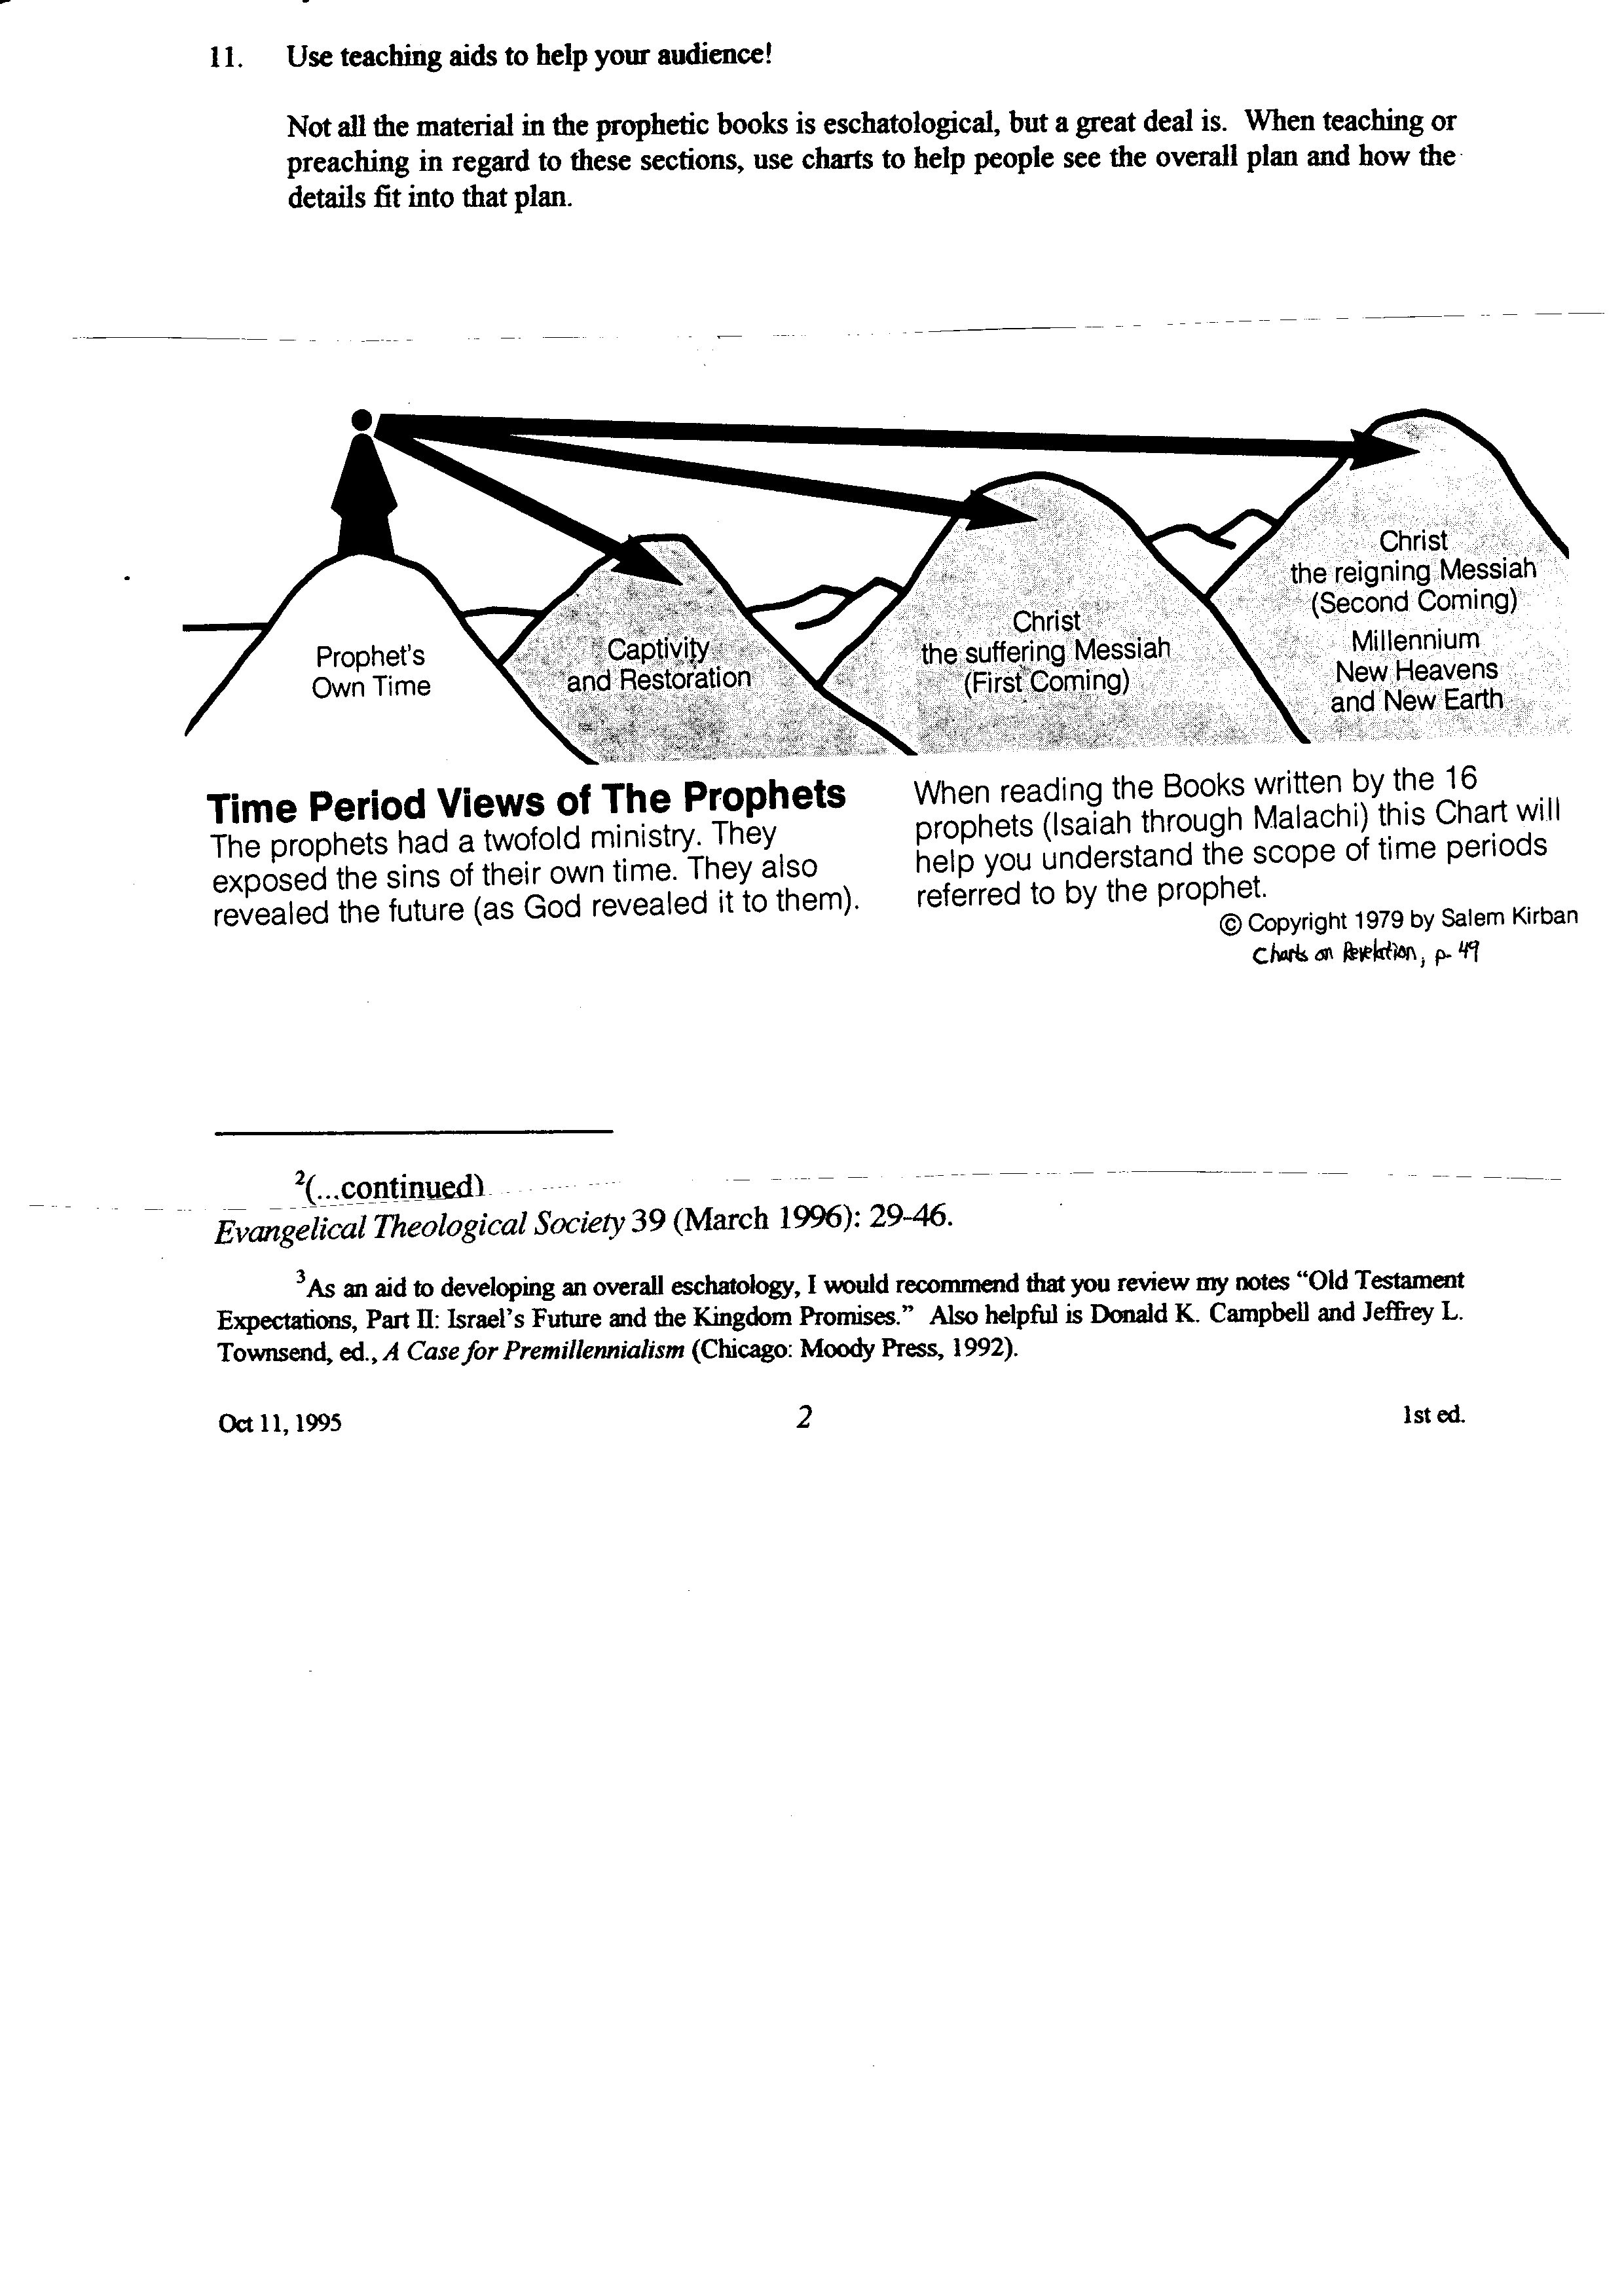 11. Use teaching aids to help your audience!
Not all the material in the prophetic books is eschatological, but a great deal is. When teaching or
preaching in regard to these sections, use charts to help people see the overall plan and how the
details fit into that plan.
Prophet's
Own Time
Captivity
and Restoration
Christ
the suffering Messiah
(First Coming)
Christ
the reigning Messiah
(Second Coming)
Millennium
New Heavens
and New Earth
Time Period Views of The Prophets
The prophets had a twofold ministry. They
exposed the sins of their own time. They also
revealed the future (as God revealed it to them).
When reading the Books written by the 16
prophets (Isaiah through Malachi) this Chart will
help you understand the scope of time periods
referred to by the prophet.
© Copyright 1979 by Salem Kirban
Charts on Revelation, p. 49
²(...continued)
Evangelical Theological Society 39 (March 1996): 29-46.
³As an aid to developing an overall eschatology, I would recommend that you review my notes “Old Testament
Expectations, Part II: Israel's Future and the Kingdom Promises.” Also helpful is Donald K. Campbell and Jeffrey L.
Townsend, ed., A Case for Premillennialism (Chicago: Moody Press, 1992).
Oct 11, 1995 2 1st ed.